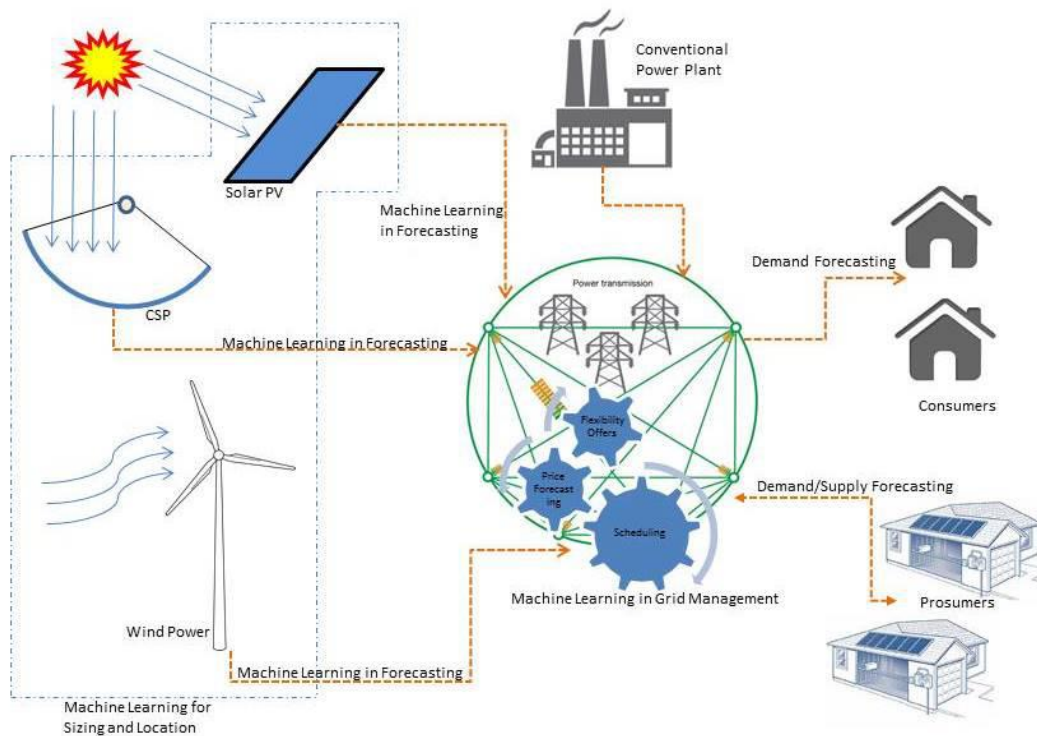 Conventional
Power Plant
Solar PV
Machine Learning
in Forecasting
Demand Forecasting
Power transmission
CSP
Machine Learning in Forecasting
Consumers
Flexibility
Offers
Price
Forecast
ing
Demand/Supply Forecasting
Scheduling
Machine Learning in Grid Management
Prosumers
Wind Power
Machine Learning in Forecasting
Machine Learning for
Sizing and Location